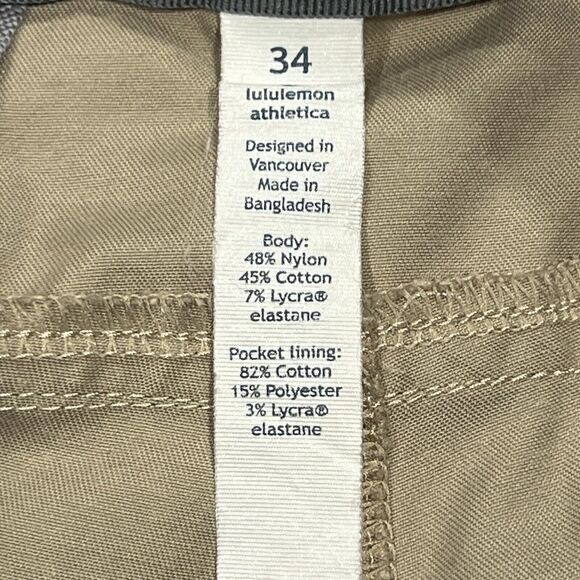 34
lululemon
athletica
Designed in
Vancouver
Made in
Bangladesh
Body:
48% Nylon
45% Cotton
7% Lycra®
elastane
Pocket lining:
82% Cotton
15% Polyester
3% Lycra®
elastane